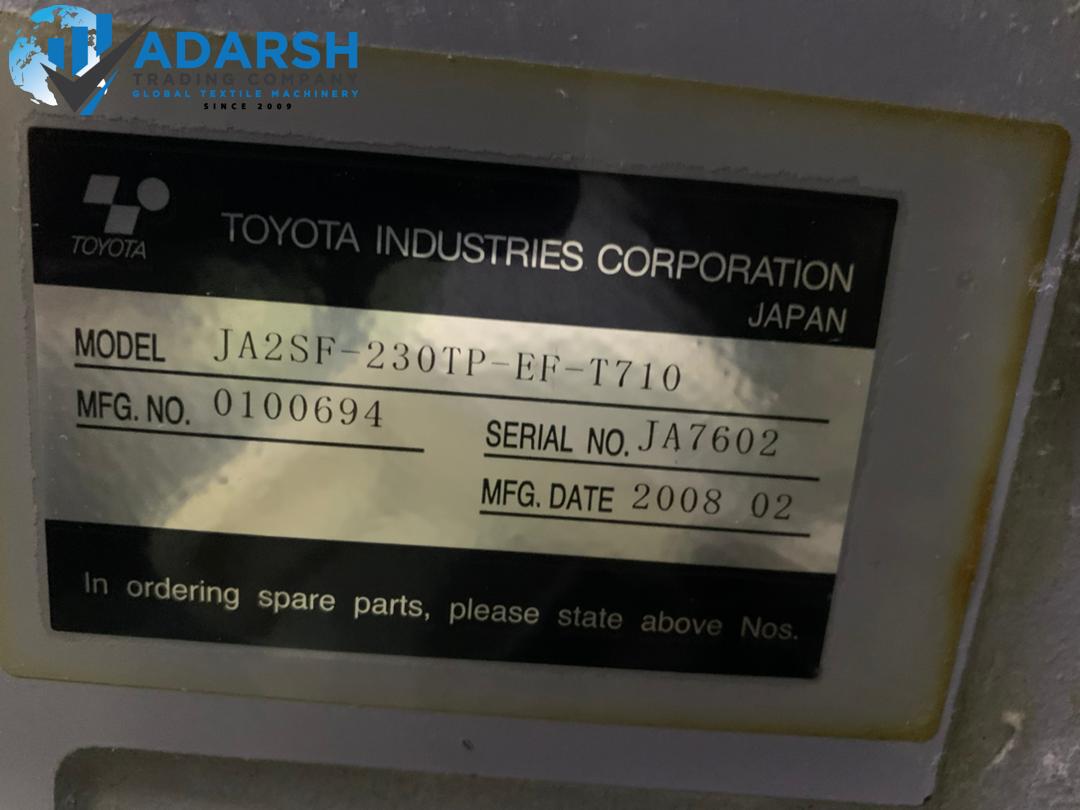 ADARSH
TRADING COMPANY
GLOBAL TEXTILE MACHINERY
SINCE 2009
TOYOTA
TOYOTA INDUSTRIES CORPORATION
JAPAN
MODEL JA2SF-230TP-EF-T710
MFG. NO. 0100694
SERIAL NO. JA7602
MFG. DATE 2008 02
In ordering spare parts, please state above Nos.